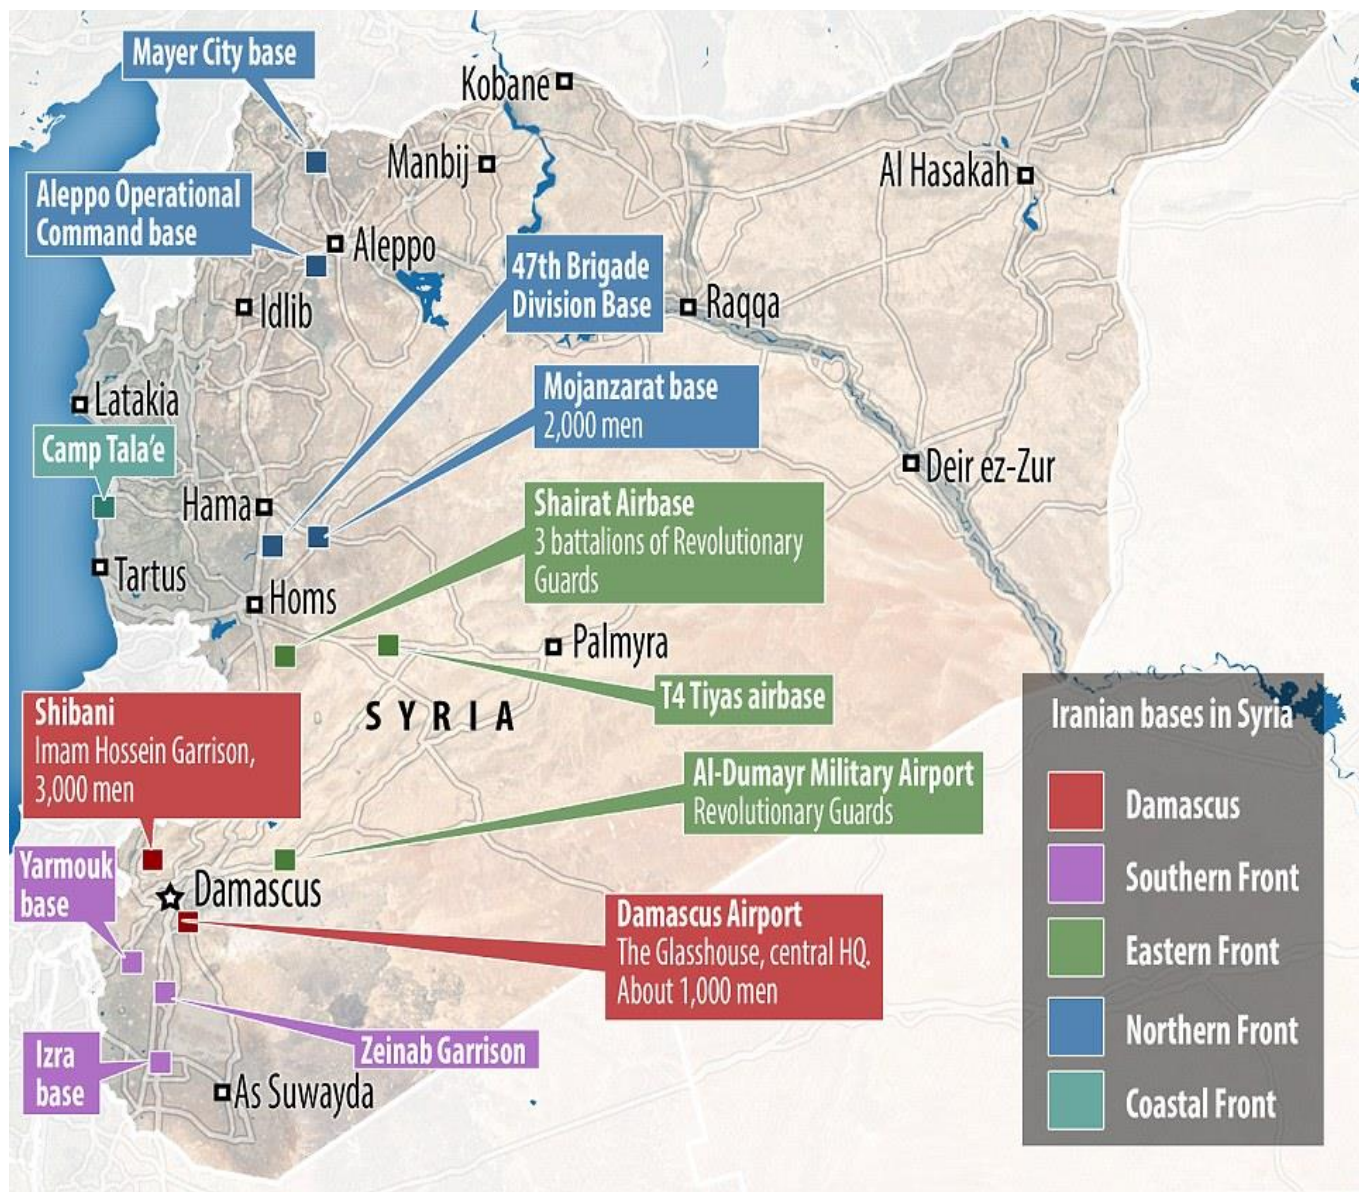 Mayer City base
Kobane
Manbij
Al Hasakah
Aleppo Operational
Command base
Aleppo
47th Brigade
Division Base
Idlib
Raqqa
Mojanzarat base
2,000 men
Latakia
Camp Tala’e
Deir ez-Zur
Hama
Shairat Airbase
3 battalions of Revolutionary
Guards
Tartus
Homs
Palmyra
T4 Tiyas airbase
SYRIA
Shibani
Imam Hossein Garrison,
3,000 men
Al-Dumayr Military Airport
Revolutionary Guards
Yarmouk
base
Damascus
Damascus Airport
The Glasshouse, central HQ.
About 1,000 men
Zeinab Garrison
Izra
base
As Suwayda
Iranian bases in Syria
Damascus
Southern Front
Eastern Front
Northern Front
Coastal Front